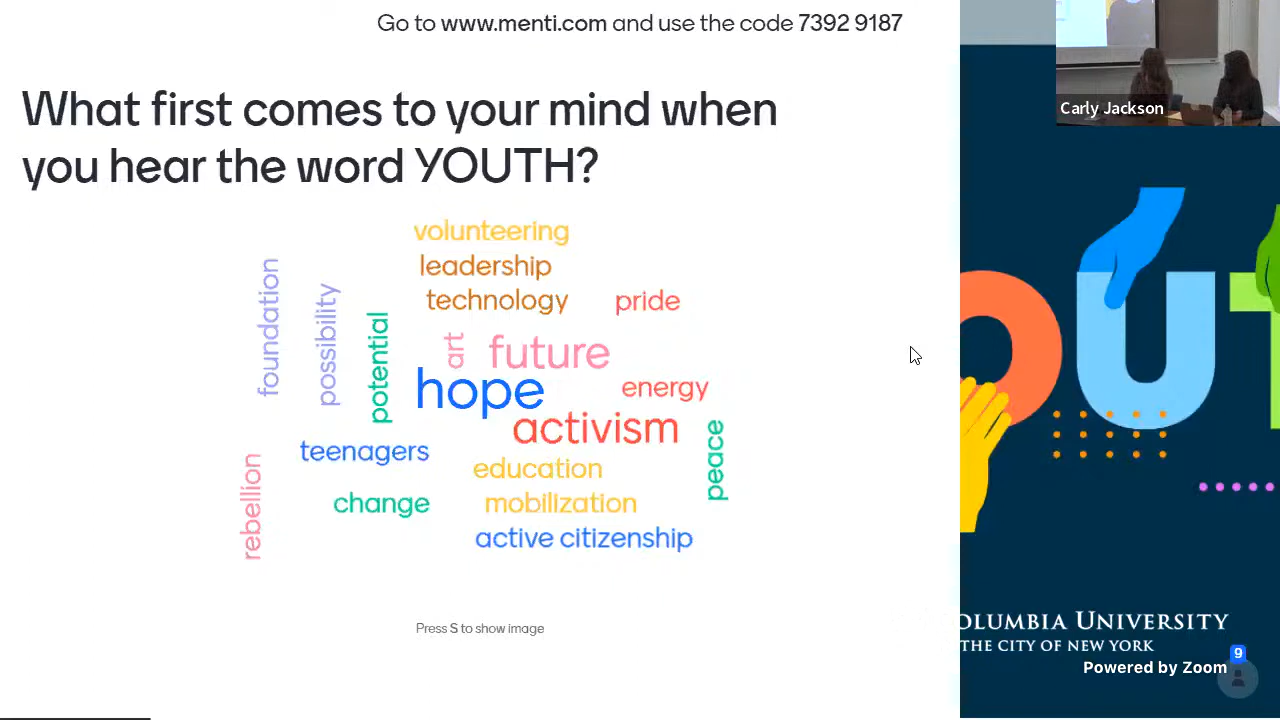 Go to www.menti.com and use the code 7392 9187
What first comes to your mind when
you hear the word YOUTH?
volunteering
leadership
technology
pride
foundation
possibility
potential
art
future
hope
energy
activism
peace
teenagers
education
rebellion
change
mobilization
active citizenship
Press S to show image
Carly Jackson
OUT
OLUMBIA UNIVERSITY
THE CITY OF NEW YORK
Powered by Zoom
9